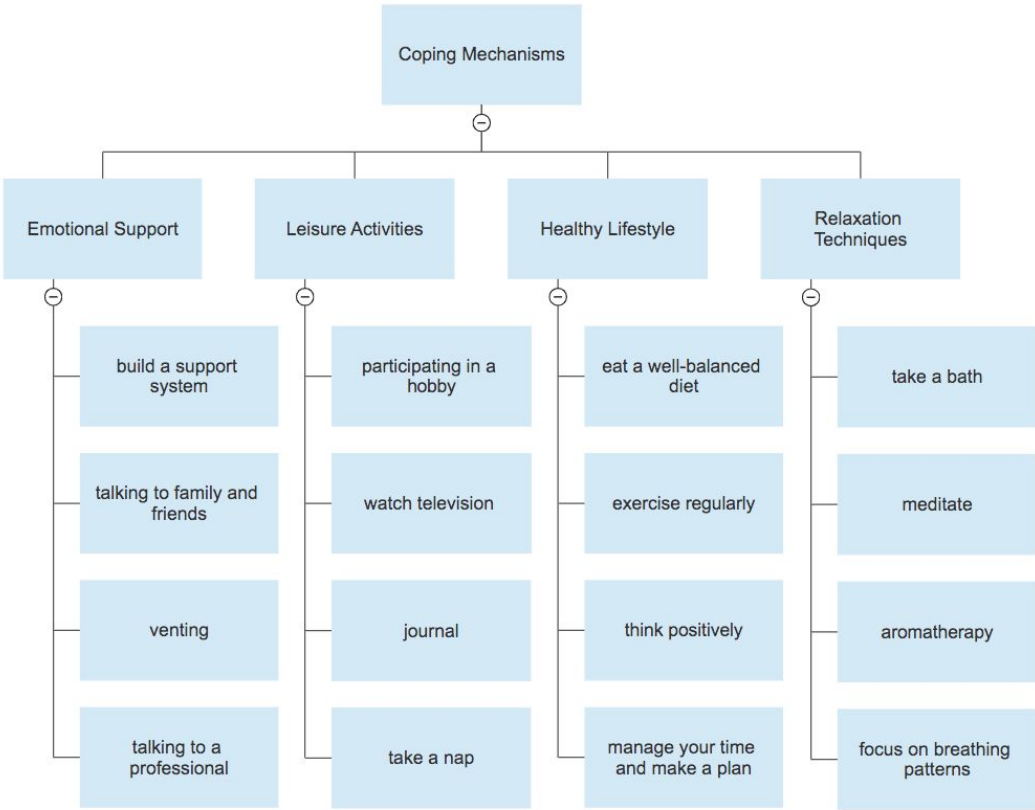 Coping Mechanisms
Emotional Support
Leisure Activities
Healthy Lifestyle
Relaxation
Techniques
build a support
system
talking to family and
friends
venting
talking to a
professional
participating in a
hobby
watch television
journal
take a nap
eat a well-balanced
diet
exercise regularly
think positively
manage your time
and make a plan
take a bath
meditate
aromatherapy
focus on breathing
patterns